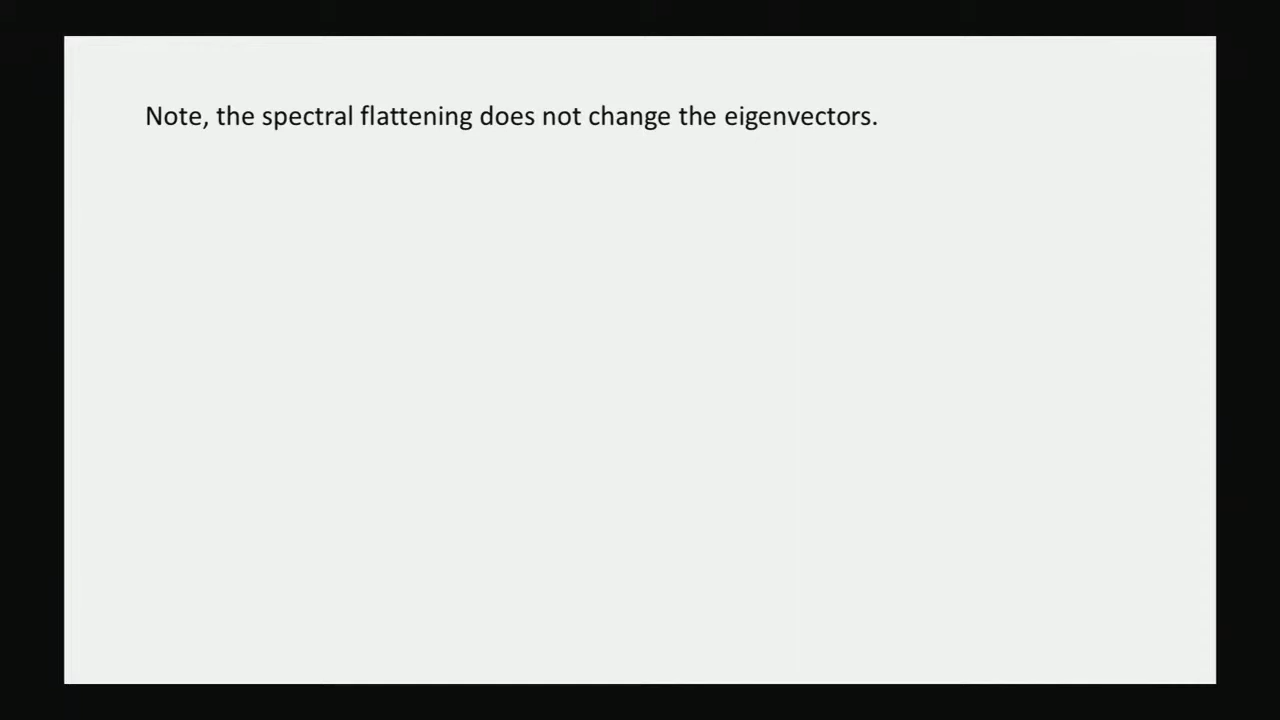 Note, the spectral flattening does not change the eigenvectors.